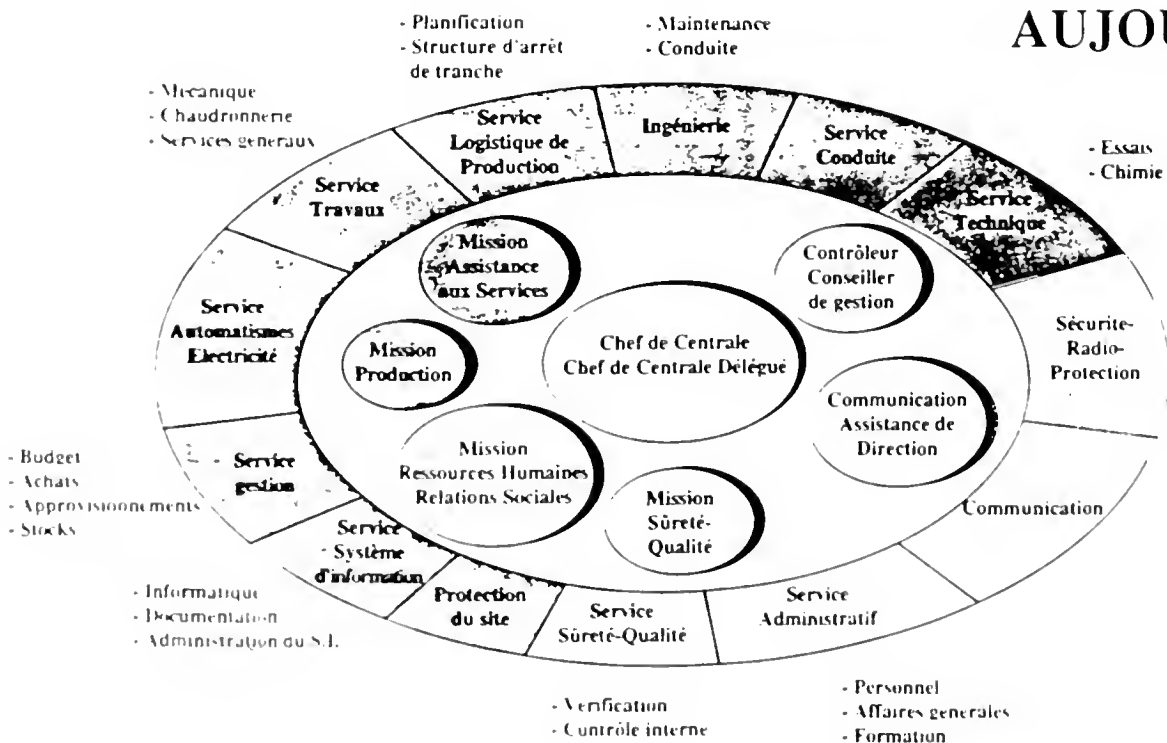 AUJOU
- Planification
- Structure d'arrêt
de tranche
- Maintenance
- Conduite
- Mécanique
- Chaudronnerie
- Services generaux
- Essais
- Chimie
Service
Logistique de
Production
Ingénierie
Service
Conduite
Service
Technique
Service
Travaux
Service
Automatismes
Electricité
Mission
Assistance
aux Services
Contrôleur
Conseiller
de gestion
Mission
Production
Chef de Centrale
Chef de Centrale Délégué
Sécurite-
Radio-
Protection
Communication
Assistance de
Direction
Mission
Ressources Humaines
Relations Sociales
Mission
Sûreté-
Qualité
- Budget
- Achats
- Approvisionnements
- Stocks
Service
gestion
Communication
Service
Système
d'information
Protection
du site
Service
Sûreté-Qualité
Service
Administratif
- Informatique
- Documentation
- Administration du S.I.
- Verification
- Contrôle interne
- Personnel
- Affaires generales
- Formation